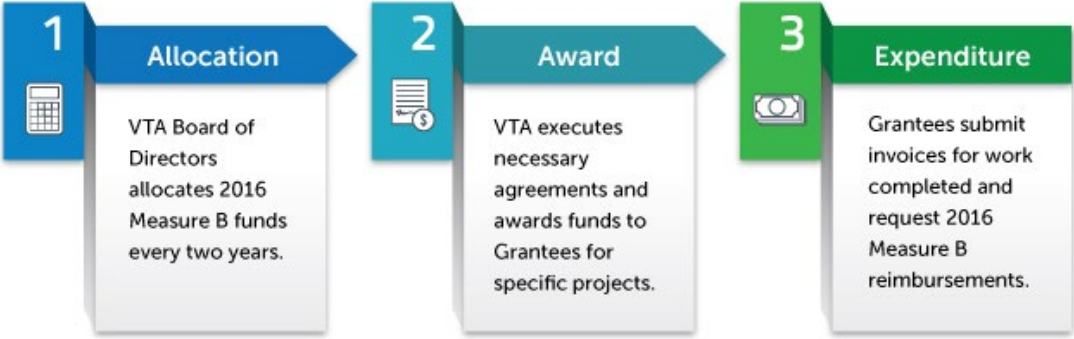 1
Allocation
VTA Board of
Directors
allocates 2016
Measure B funds
every two years.
2
Award
VTA executes
necessary
agreements and
awards funds to
Grantees for
specific projects.
3
Expenditure
Grantees submit
invoices for work
completed and
request 2016
Measure B
reimbursements.